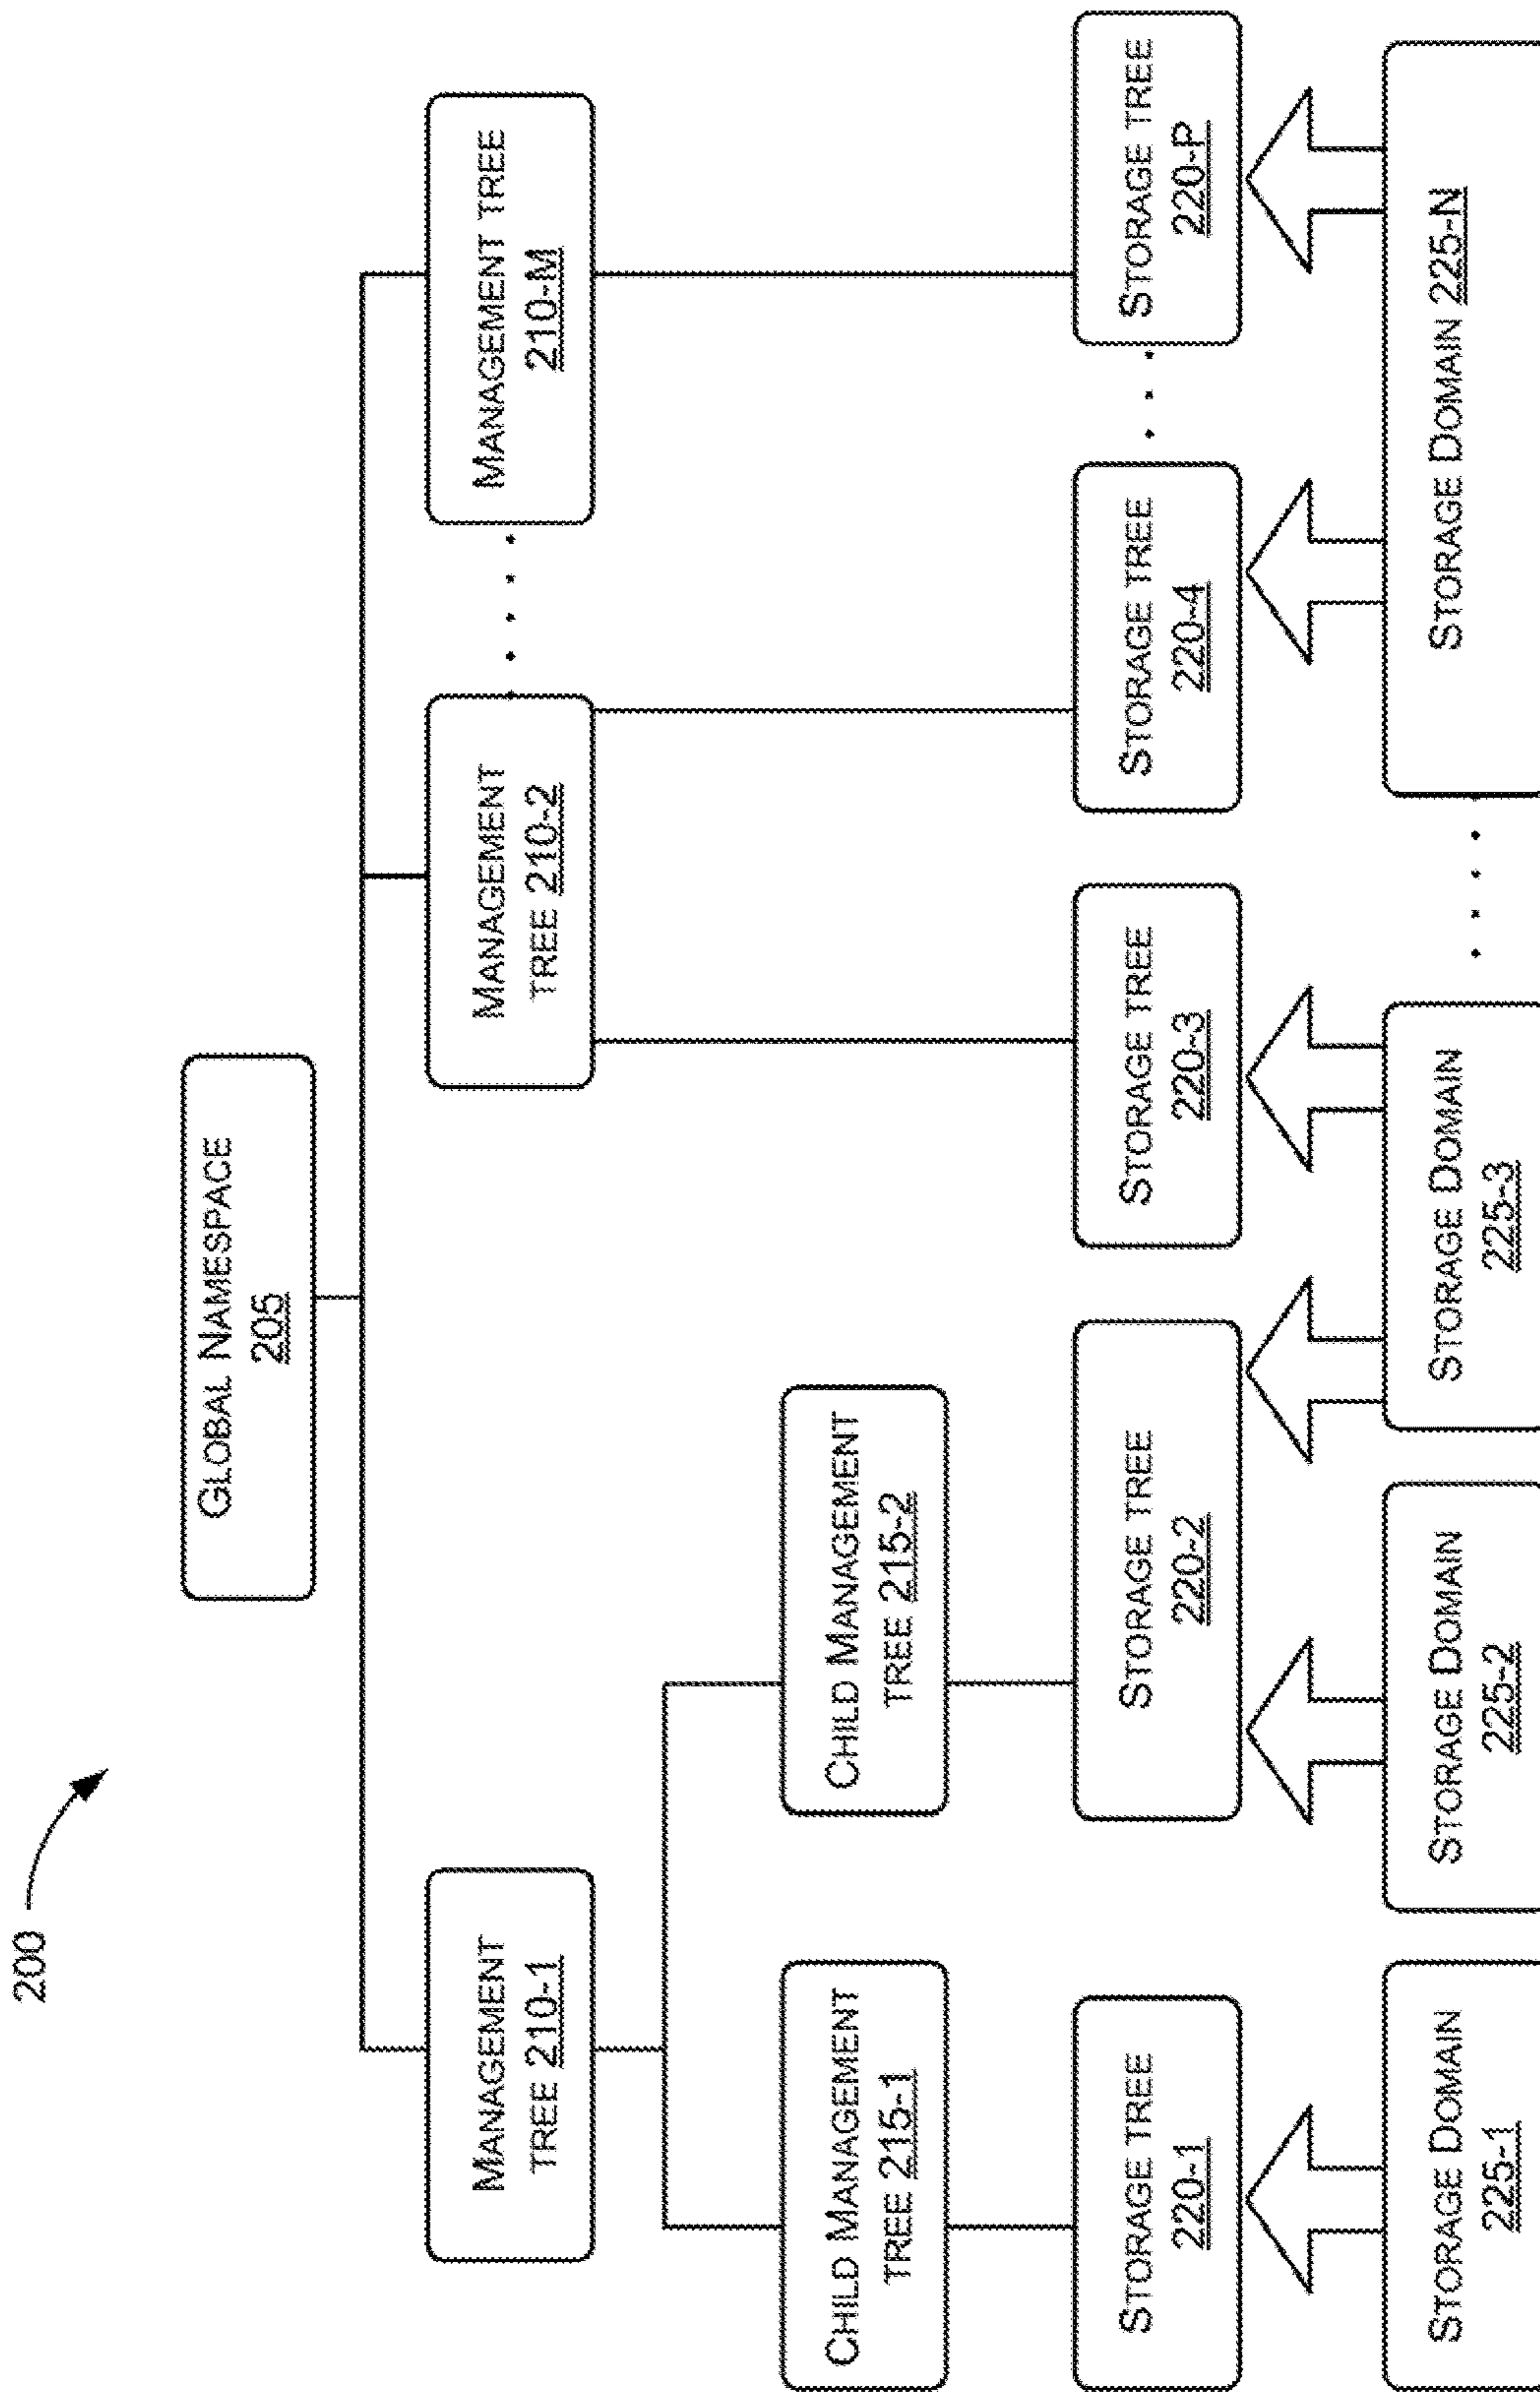 200
GLOBAL NAMESPACE
205
MANAGEMENT
TREE 210-1
MANAGEMENT
TREE 210-2
MANAGEMENT TREE
210-M
CHILD MANAGEMENT
TREE 215-1
CHILD MANAGEMENT
TREE 215-2
STORAGE TREE
220-1
STORAGE TREE
220-2
STORAGE TREE
220-3
STORAGE TREE
220-4
STORAGE TREE
220-P
STORAGE DOMAIN
225-1
STORAGE DOMAIN
225-2
STORAGE DOMAIN
225-3
STORAGE DOMAIN 225-N